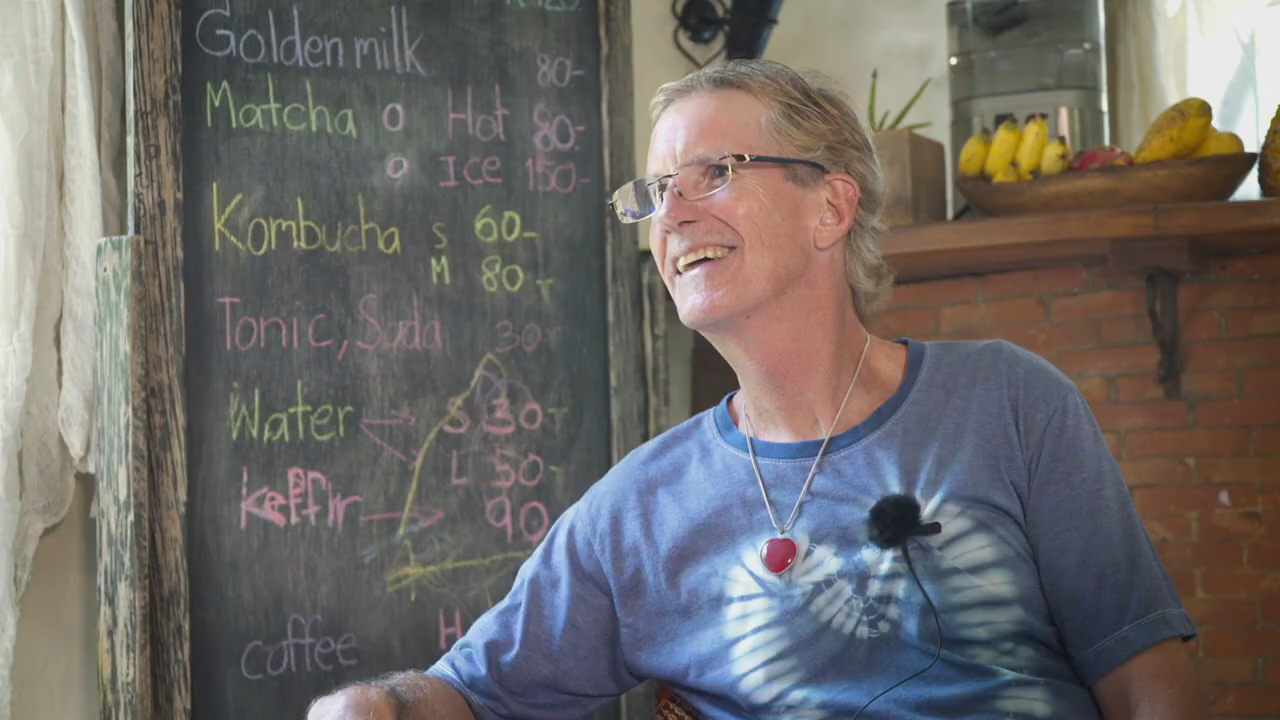 Golden milk 80-
Matcha o Hot 80-
o Ice 150-
Kombucha S 60-
M 80
Tonic, Soda 30
Water S 30
L 50
keffir 90
coffee H